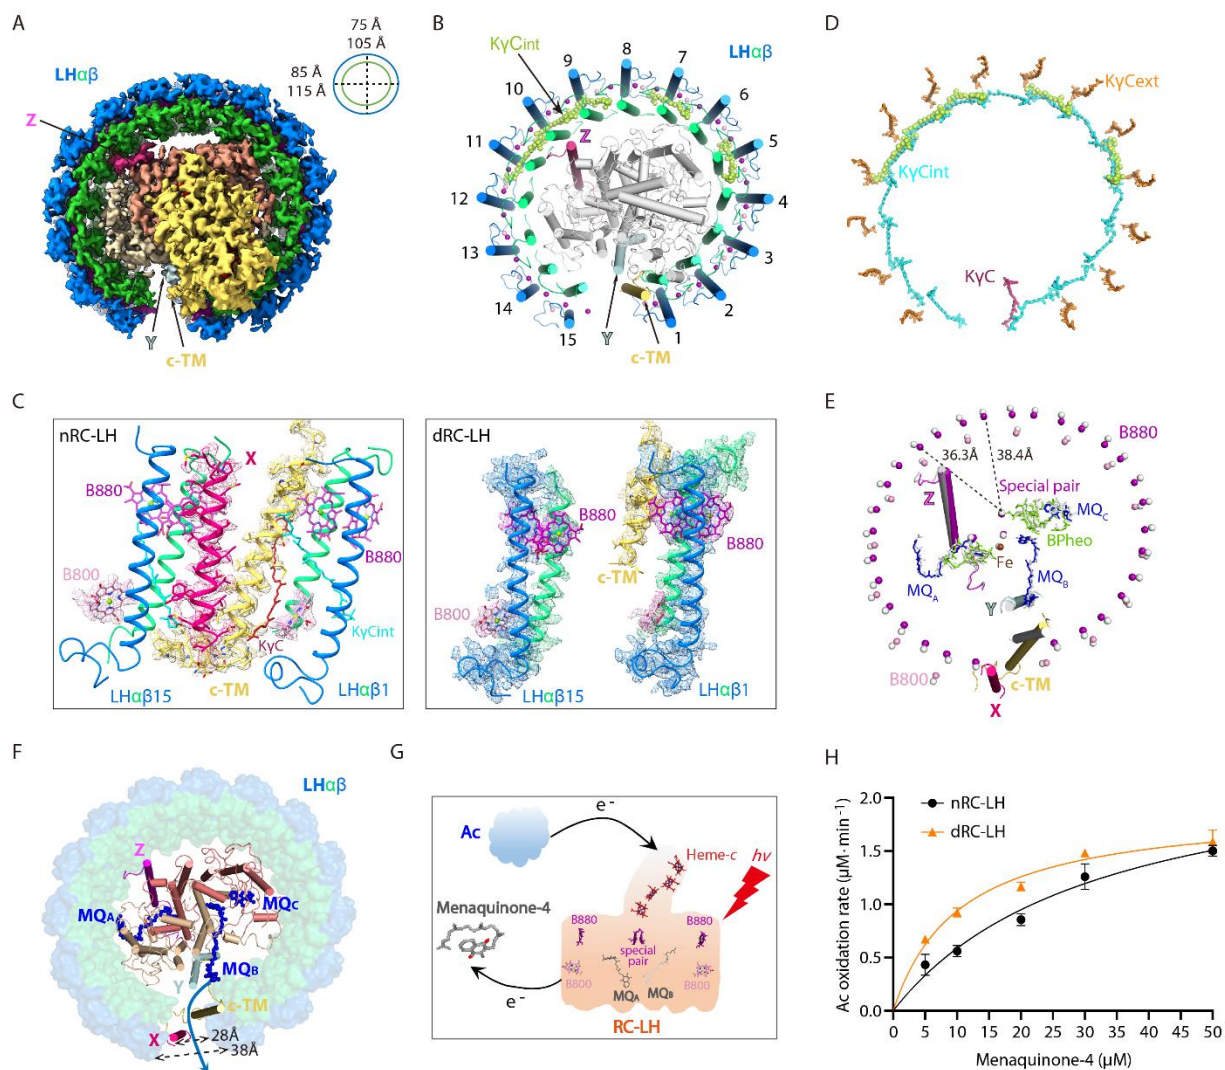 A
75 Å
105 Å
85 Å
115 Å
LHαβ
Z
Y
c-TM
B
KγCint
LHαβ
9
8
7
10
6
11
5
12
4
13
3
14
2
15
1
Z
Y
c-TM
D
KγCext
KγCint
KγC
C
nRC-LH
X
B880
B880
B800
KγCint
KγC
c-TM
LHαβ15
LHαβ1
dRC-LH
B880
B880
c-TM
B800
LHαβ15
LHαβ1
E
B880
36.3Å
38.4Å
Special pair
Z
MQC
BPheo
Fe
MQA
MQB
Y
B800
c-TM
X
F
LHαβ
Z
MQA
MQC
MQB
Y
c-TM
X
28Å
38Å
G
e-
Ac
Heme-c
hv
Menaquinone-4
B880
B880
special
pair
B800
B800
MQA
MQB
e-
RC-LH
H
nRC-LH
dRC-LH
Ac oxidation rate (μM·min-1)
2.0
1.5
1.0
0.5
0.0
0 10 20 30 40 50
Menaquinone-4 (μM)